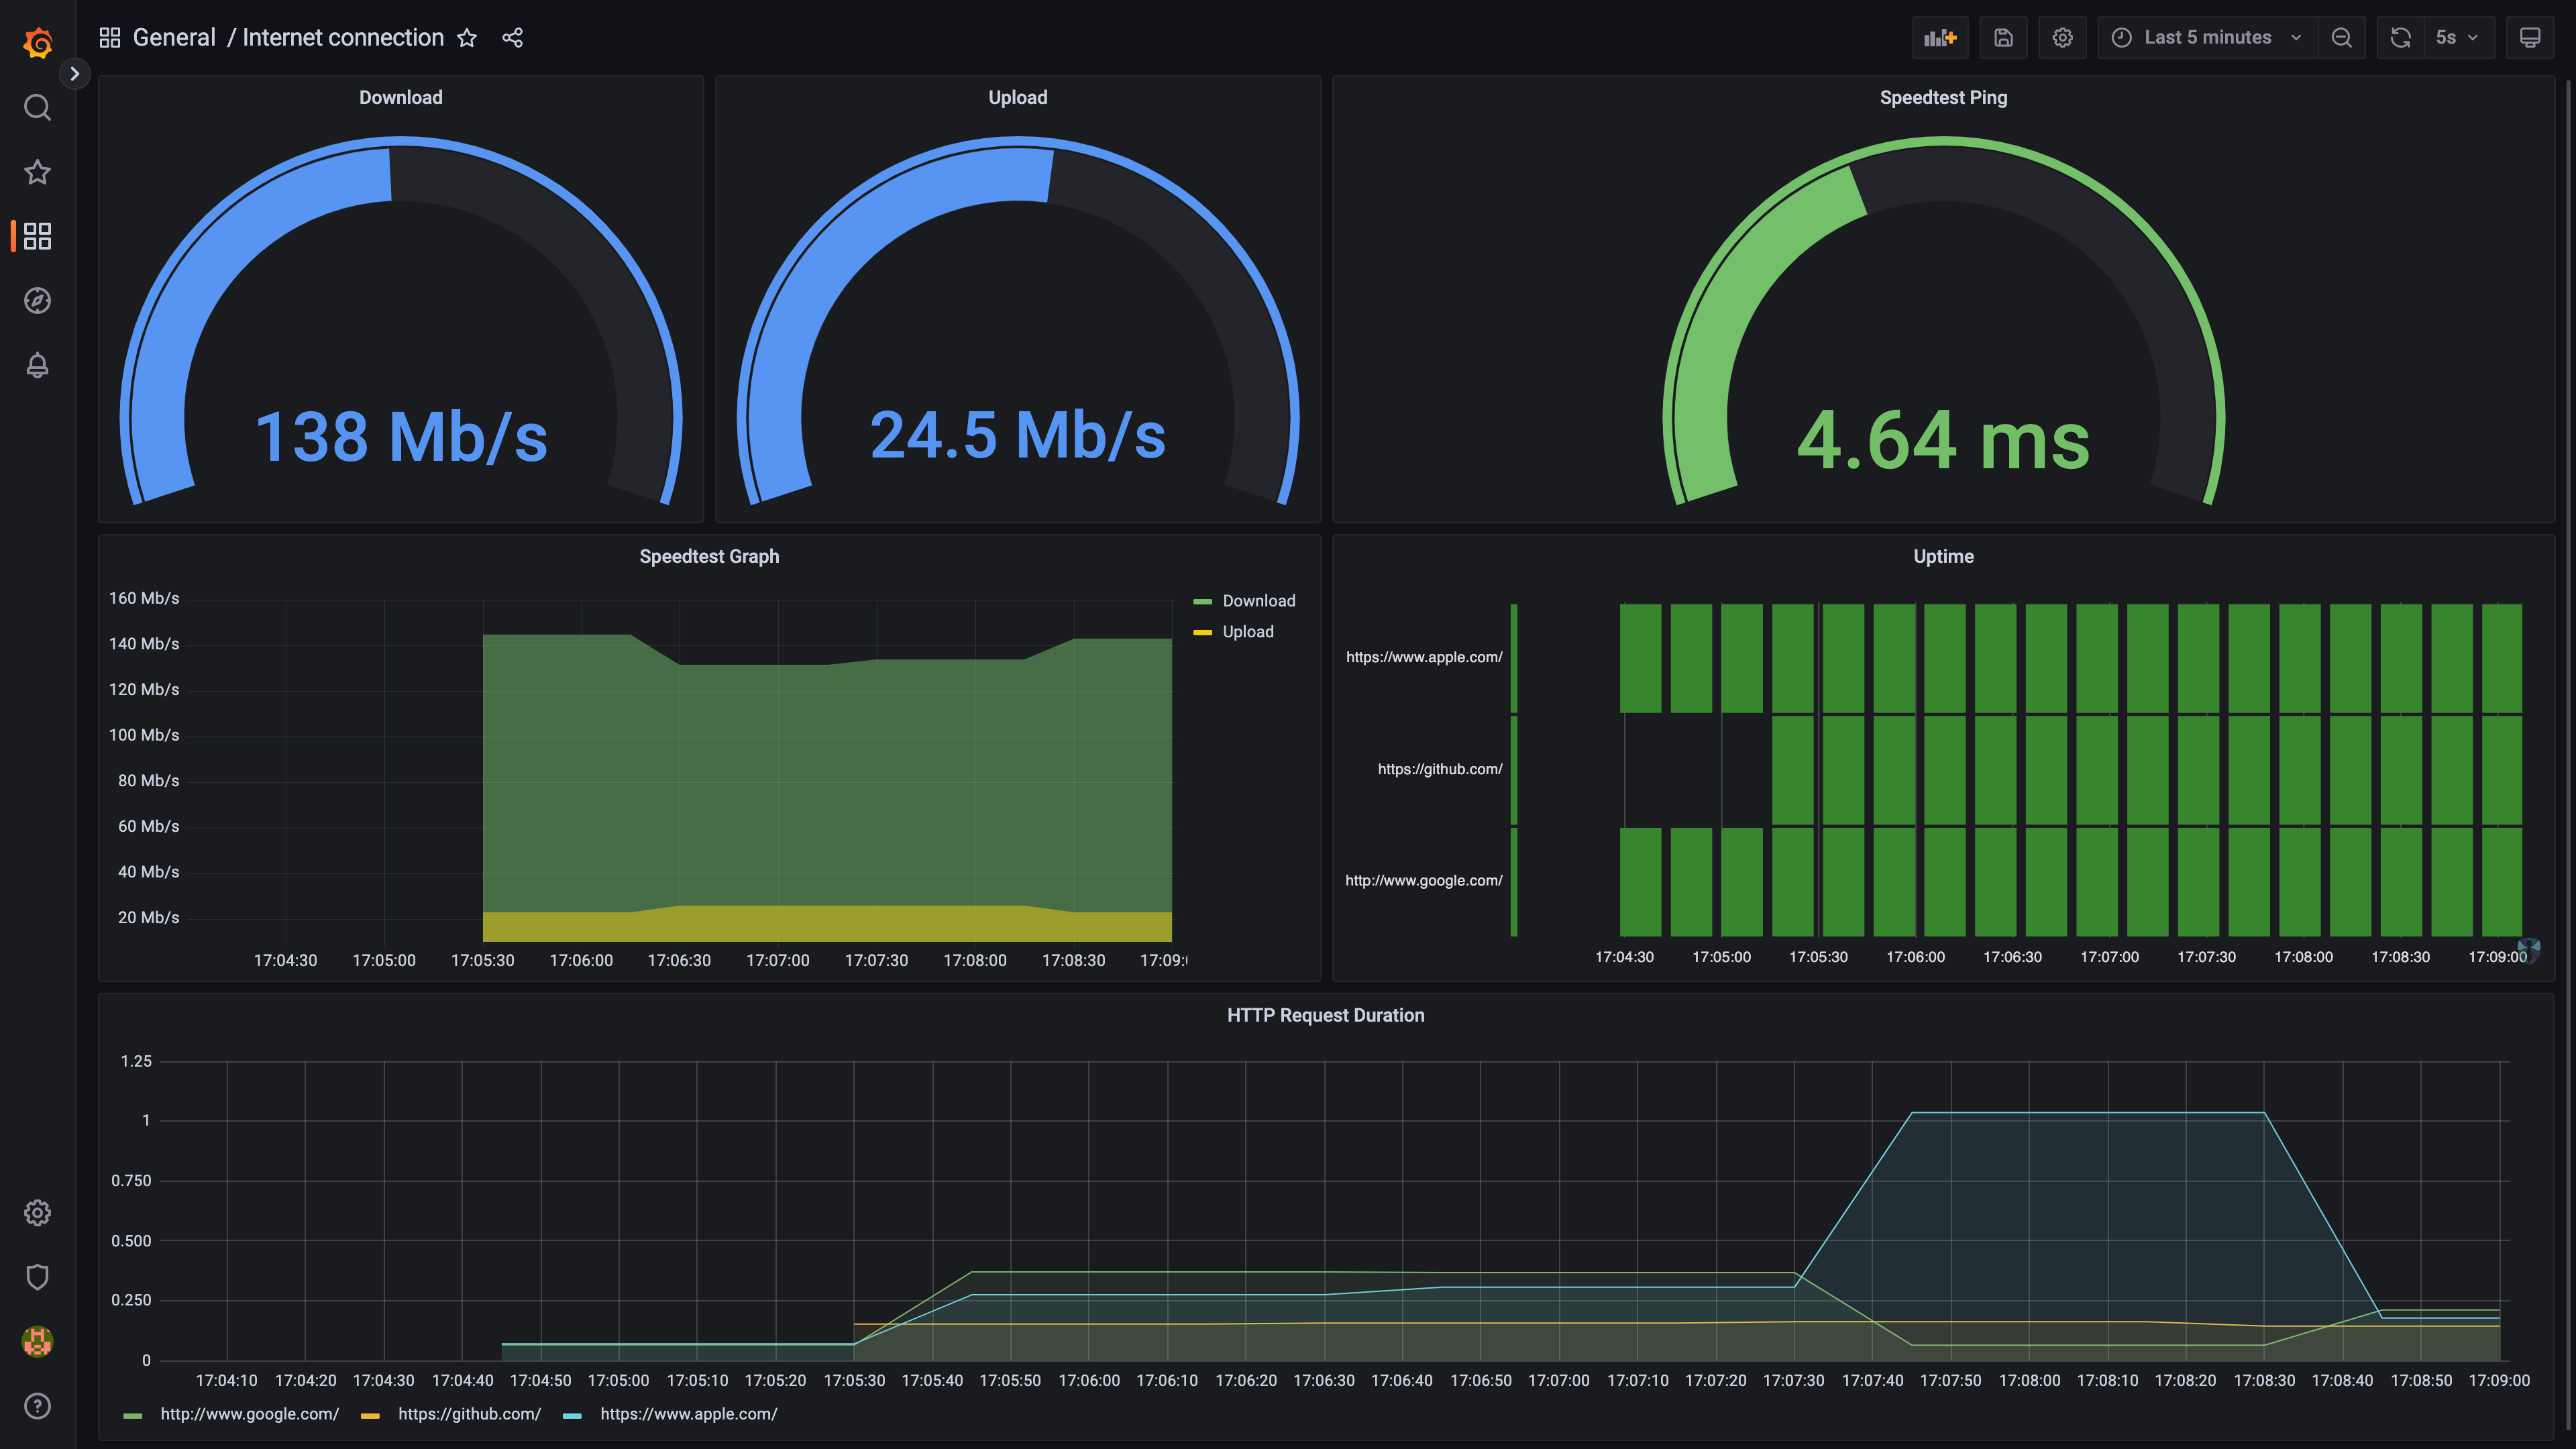 General / Internet connection
Last 5 minutes
5s
Download
Upload
Speedtest Ping
138 Mb/s
24.5 Mb/s
4.64 ms
Speedtest Graph
160 Mb/s
140 Mb/s
120 Mb/s
100 Mb/s
80 Mb/s
60 Mb/s
40 Mb/s
20 Mb/s
17:04:30 17:05:00 17:05:30 17:06:00 17:06:30 17:07:00 17:07:30 17:08:00 17:08:30 17:09:
Download
Upload
Uptime
https://www.apple.com/
https://github.com/
http://www.google.com/
17:04:30 17:05:00 17:05:30 17:06:00 17:06:30 17:07:00 17:07:30 17:08:00 17:08:30 17:09:00
HTTP Request Duration
1.25
1
0.750
0.500
0.250
0
17:04:10 17:04:20 17:04:30 17:04:40 17:04:50 17:05:00 17:05:10 17:05:20 17:05:30 17:05:40 17:05:50 17:06:00 17:06:10 17:06:20 17:06:30 17:06:40 17:06:50 17:07:00 17:07:10 17:07:20 17:07:30 17:07:40 17:07:50 17:08:00 17:08:10 17:08:20 17:08:30 17:08:40 17:08:50 17:09:00
http://www.google.com/ https://github.com/ https://www.apple.com/